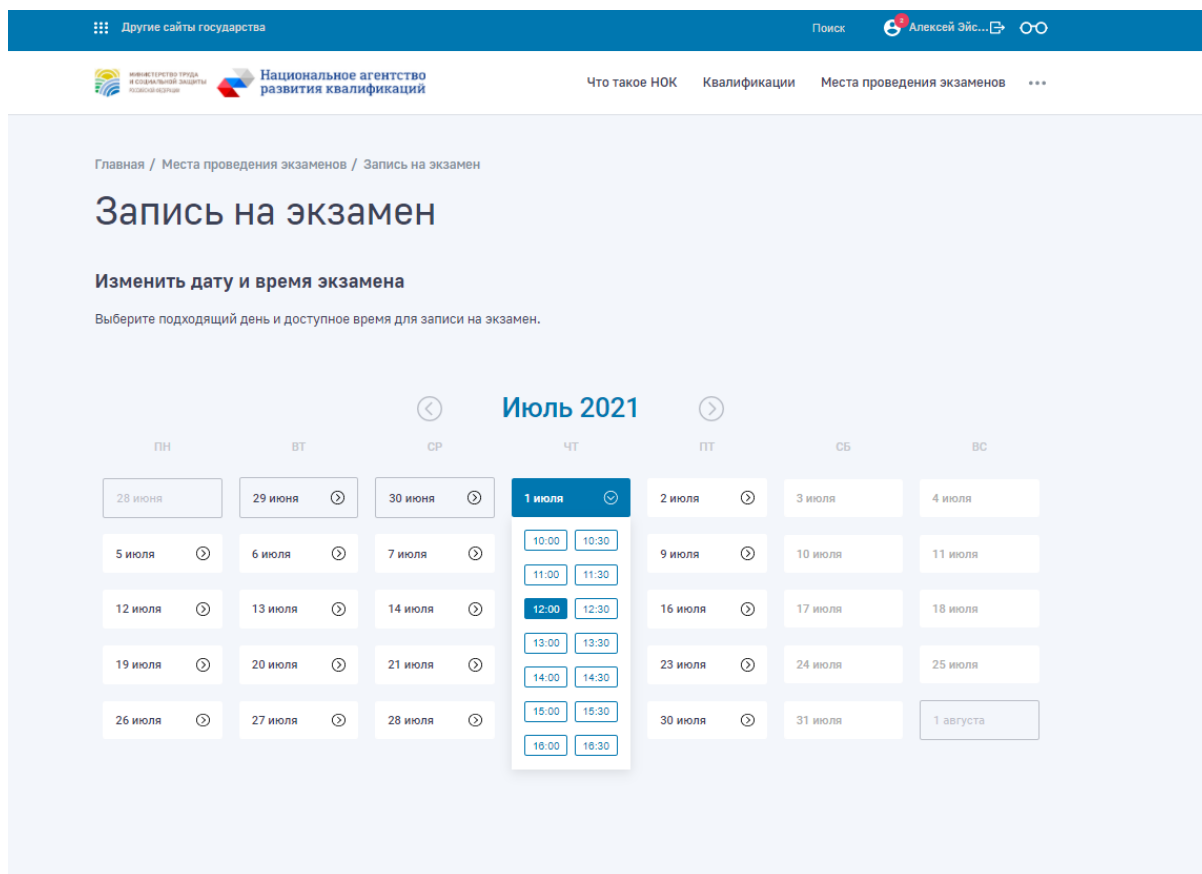 Другие сайты государства
Поиск
2
Алексей Эйс...
МИНИСТЕРСТВО ТРУДА
И СОЦИАЛЬНОЙ ЗАЩИТЫ
РОССИЙСКОЙ ФЕДЕРАЦИИ
Национальное агентство
развития квалификаций
Что такое НОК Квалификации Места проведения экзаменов
Главная / Места проведения экзаменов / Запись на экзамен
Запись на экзамен
Изменить дату и время экзамена
Выберите подходящий день и доступное время для записи на экзамен.
Июль 2021
ПН ВТ СР ЧТ ПТ СБ ВС
28 июня 29 июня 30 июня 1 июля 2 июля 3 июля 4 июля
10:00 10:30
5 июля 6 июля 7 июля 9 июля 10 июля 11 июля
11:00 11:30
12 июля 13 июля 14 июля 12:00 12:30 16 июля 17 июля 18 июля
13:00 13:30
19 июля 20 июля 21 июля 23 июля 24 июля 25 июля
14:00 14:30
15:00 15:30
26 июля 27 июля 28 июля 30 июля 31 июля 1 августа
16:00 16:30